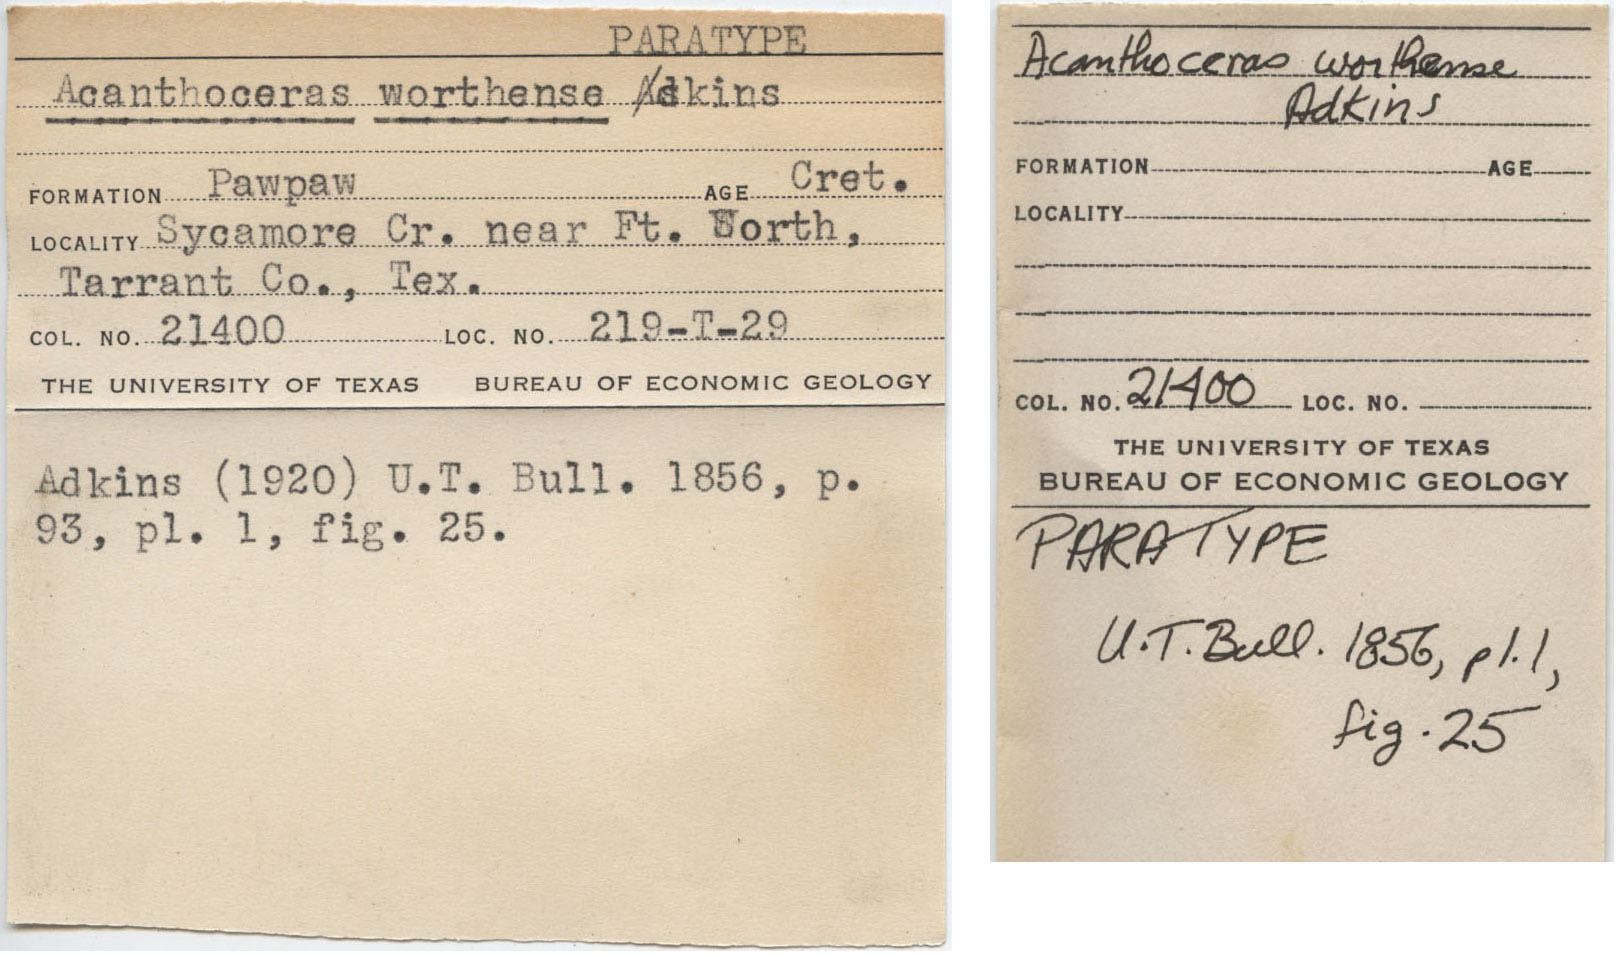 PARATYPE
Acanthoceras worthense Adkins
FORMATION Pawpaw AGE Cret.
LOCALITY Sycamore Cr. near Ft. Worth,
Tarrant Co., Tex.
COL. NO. 21400 LOC. NO. 219-T-29
THE UNIVERSITY OF TEXAS BUREAU OF ECONOMIC GEOLOGY
Adkins (1920) U.T. Bull. 1856, p.
93, pl. 1, fig. 25.
Acanthoceras worthense
Adkins
FORMATION AGE
LOCALITY
COL. NO. 21400 LOC. NO.
THE UNIVERSITY OF TEXAS
BUREAU OF ECONOMIC GEOLOGY
PARATYPE
U.T. Bull. 1856, pl. 1,
fig. 25